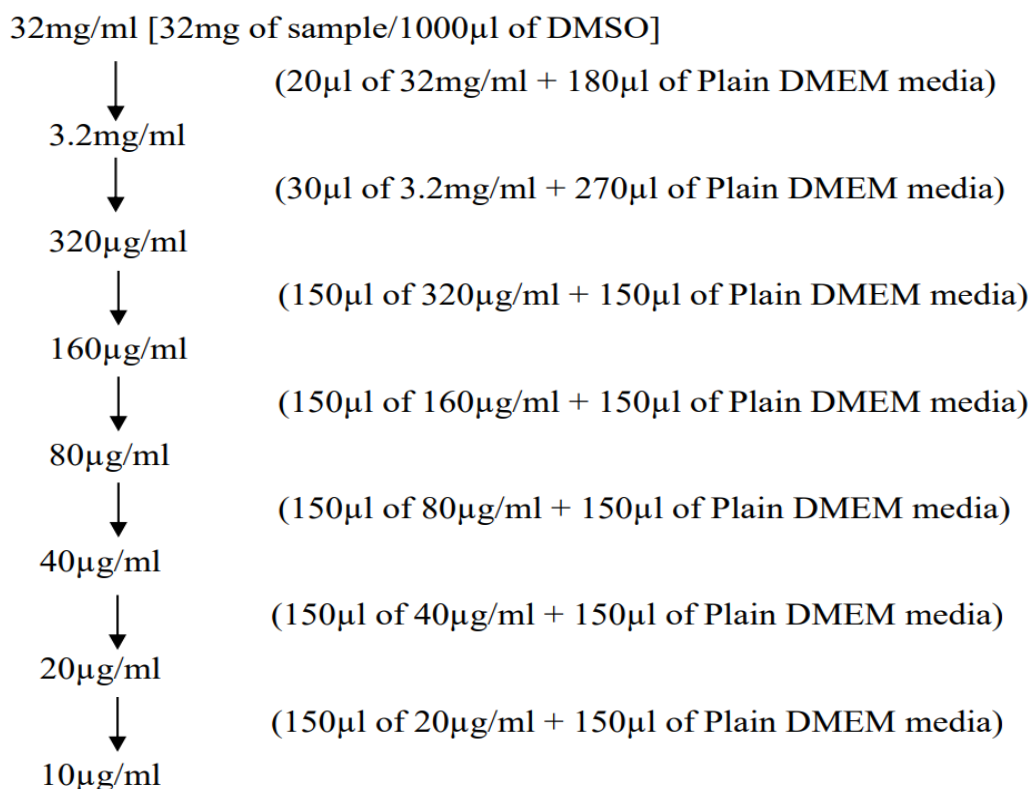 32mg/ml [32mg of sample/1000µl of DMSO]
(20µl of 32mg/ml + 180µl of Plain DMEM media)
3.2mg/ml
(30µl of 3.2mg/ml + 270µl of Plain DMEM media)
320µg/ml
(150µl of 320µg/ml + 150µl of Plain DMEM media)
160µg/ml
(150µl of 160µg/ml + 150µl of Plain DMEM media)
80µg/ml
(150µl of 80µg/ml + 150µl of Plain DMEM media)
40µg/ml
(150µl of 40µg/ml + 150µl of Plain DMEM media)
20µg/ml
(150µl of 20µg/ml + 150µl of Plain DMEM media)
10µg/ml